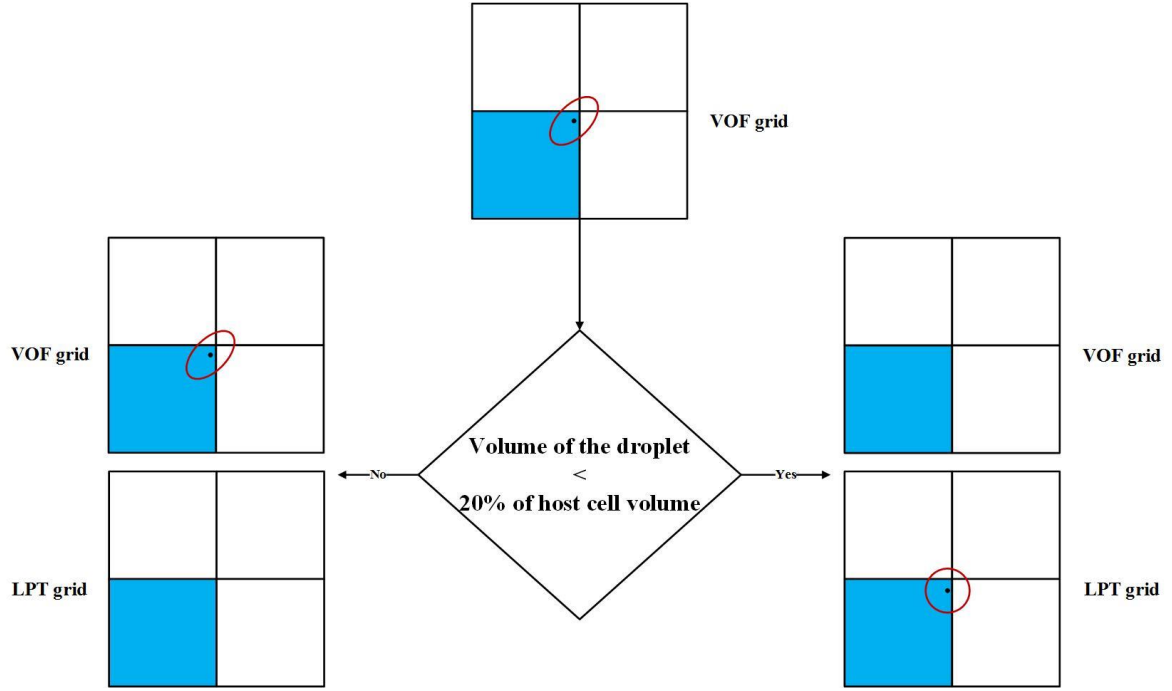 VOF grid
VOF grid
VOF grid
Volume of the droplet
<
20% of host cell volume
No
Yes
LPT grid
LPT grid